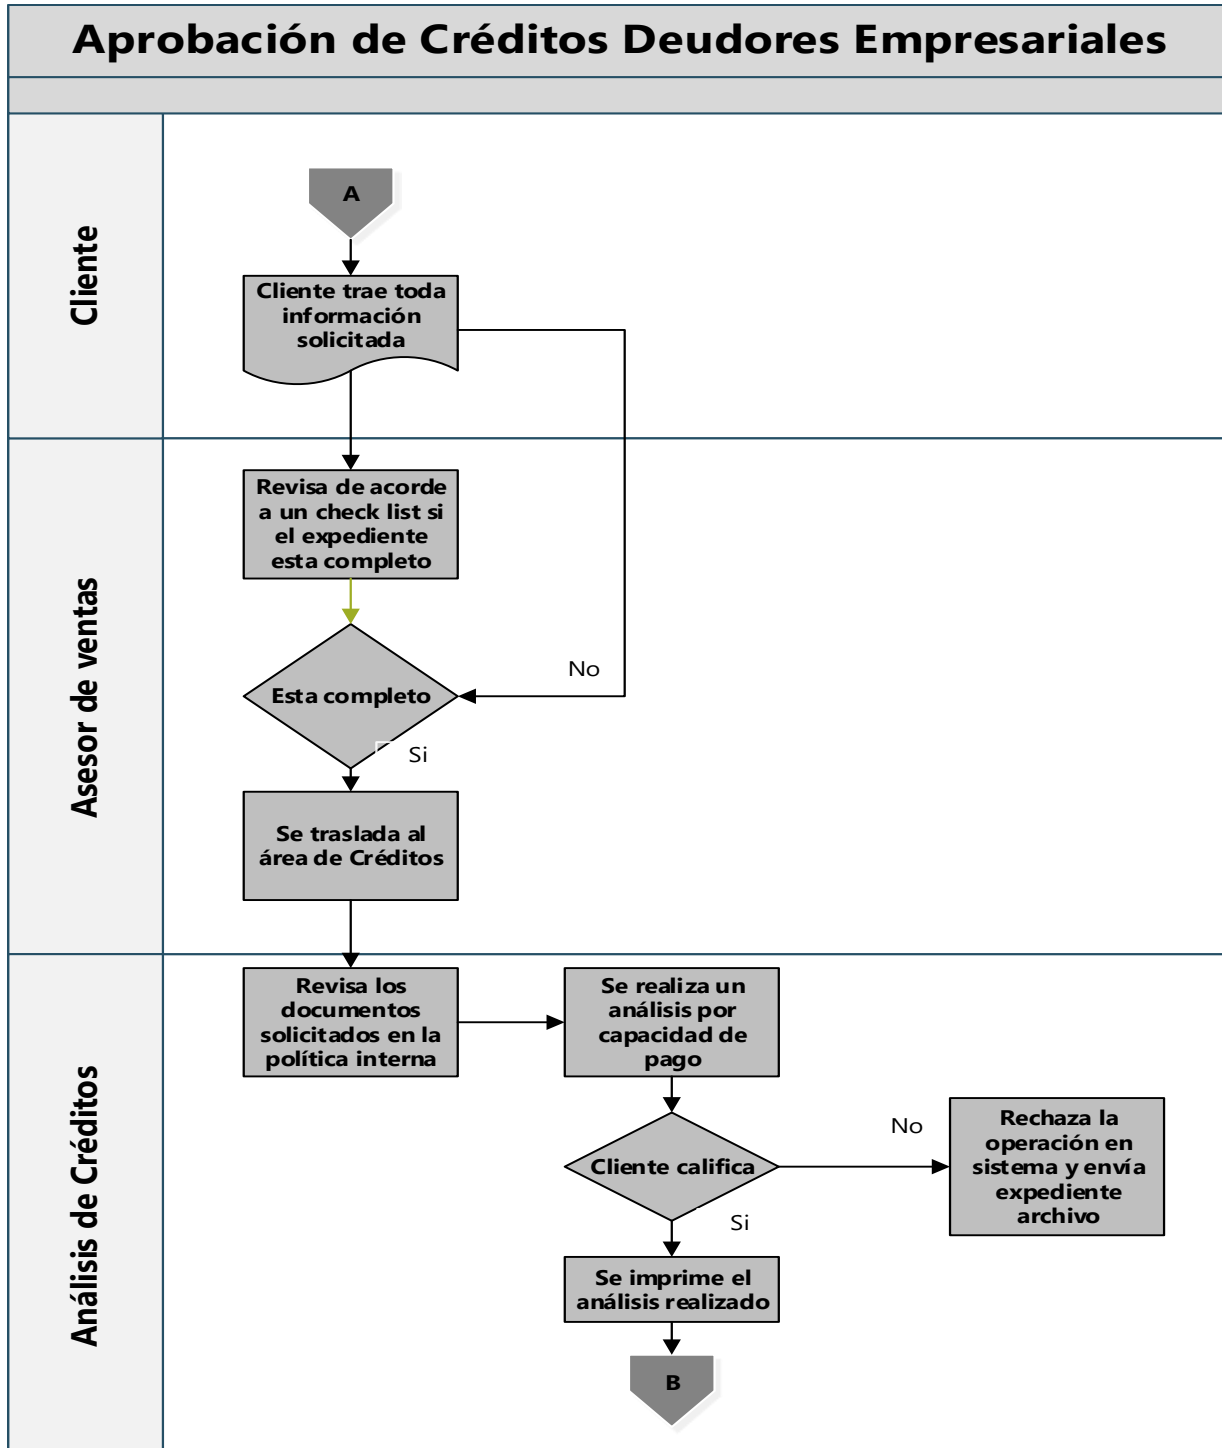 Aprobación de Créditos Deudores Empresariales
Cliente
A
Cliente trae toda
información
solicitada
Asesor de ventas
Revisa de acorde
a un check list si
el expediente
esta completo
Esta completo
No
Si
Se traslada al
área de Créditos
Análisis de Créditos
Revisa los
documentos
solicitados en la
política interna
Se realiza un
análisis por
capacidad de
pago
Cliente califica
No
Rechaza la
operación en
sistema y envía
expediente
archivo
Si
Se imprime el
análisis realizado
B